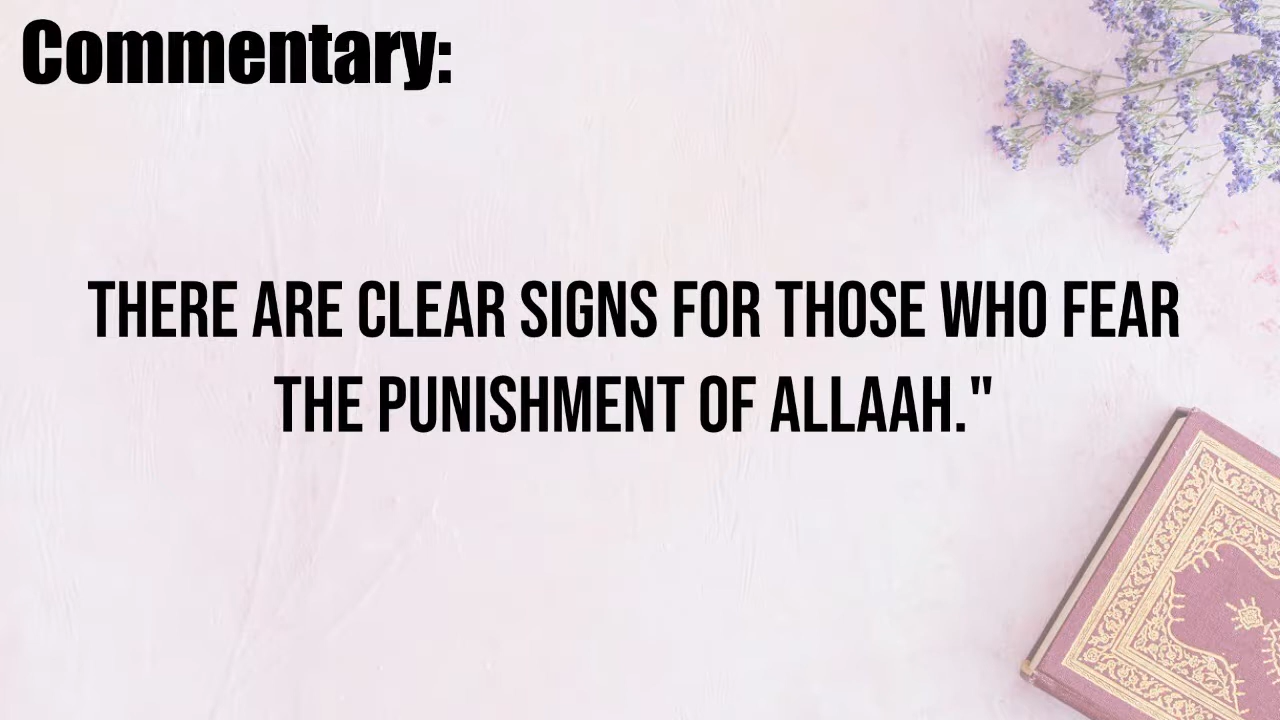 Commentary:
THERE ARE CLEAR SIGNS FOR THOSE WHO FEAR
THE PUNISHMENT OF ALLAAH."